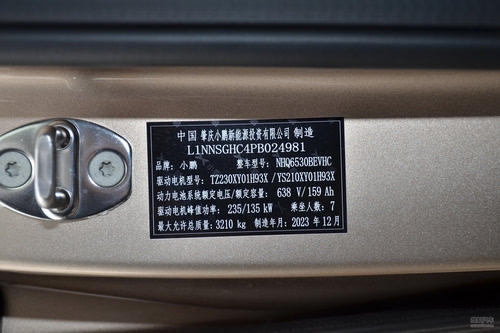 中国 肇庆小鹏新能源投资有限公司 制造
L1NNSGHC4PB024981
品牌：小鹏 整车型号：NHQ6530BEVHC
驱动电机型号：TZ230XY01H93X /YS210XY01H93X
动力电池系统额定电压/额定容量： 638 V/159 Ah
驱动电机峰值功率：235/135 kW 乘坐人数：7
最大允许总质量：3210 kg 制造年月：2023 年 12月